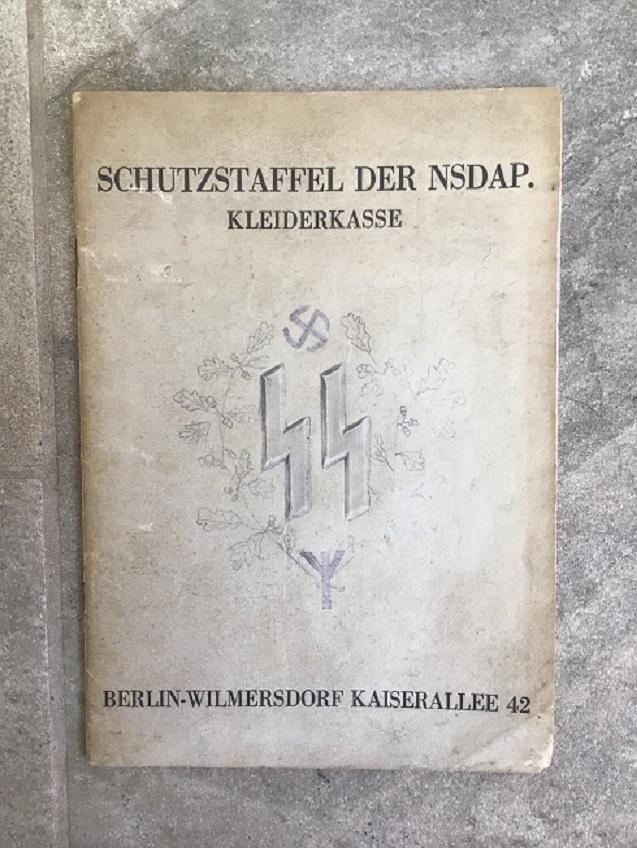 SCHUTZSTAFFEL DER NSDAP.
KLEIDERKASSE
BERLIN-WILMERSDORF KAISERALLEE 42